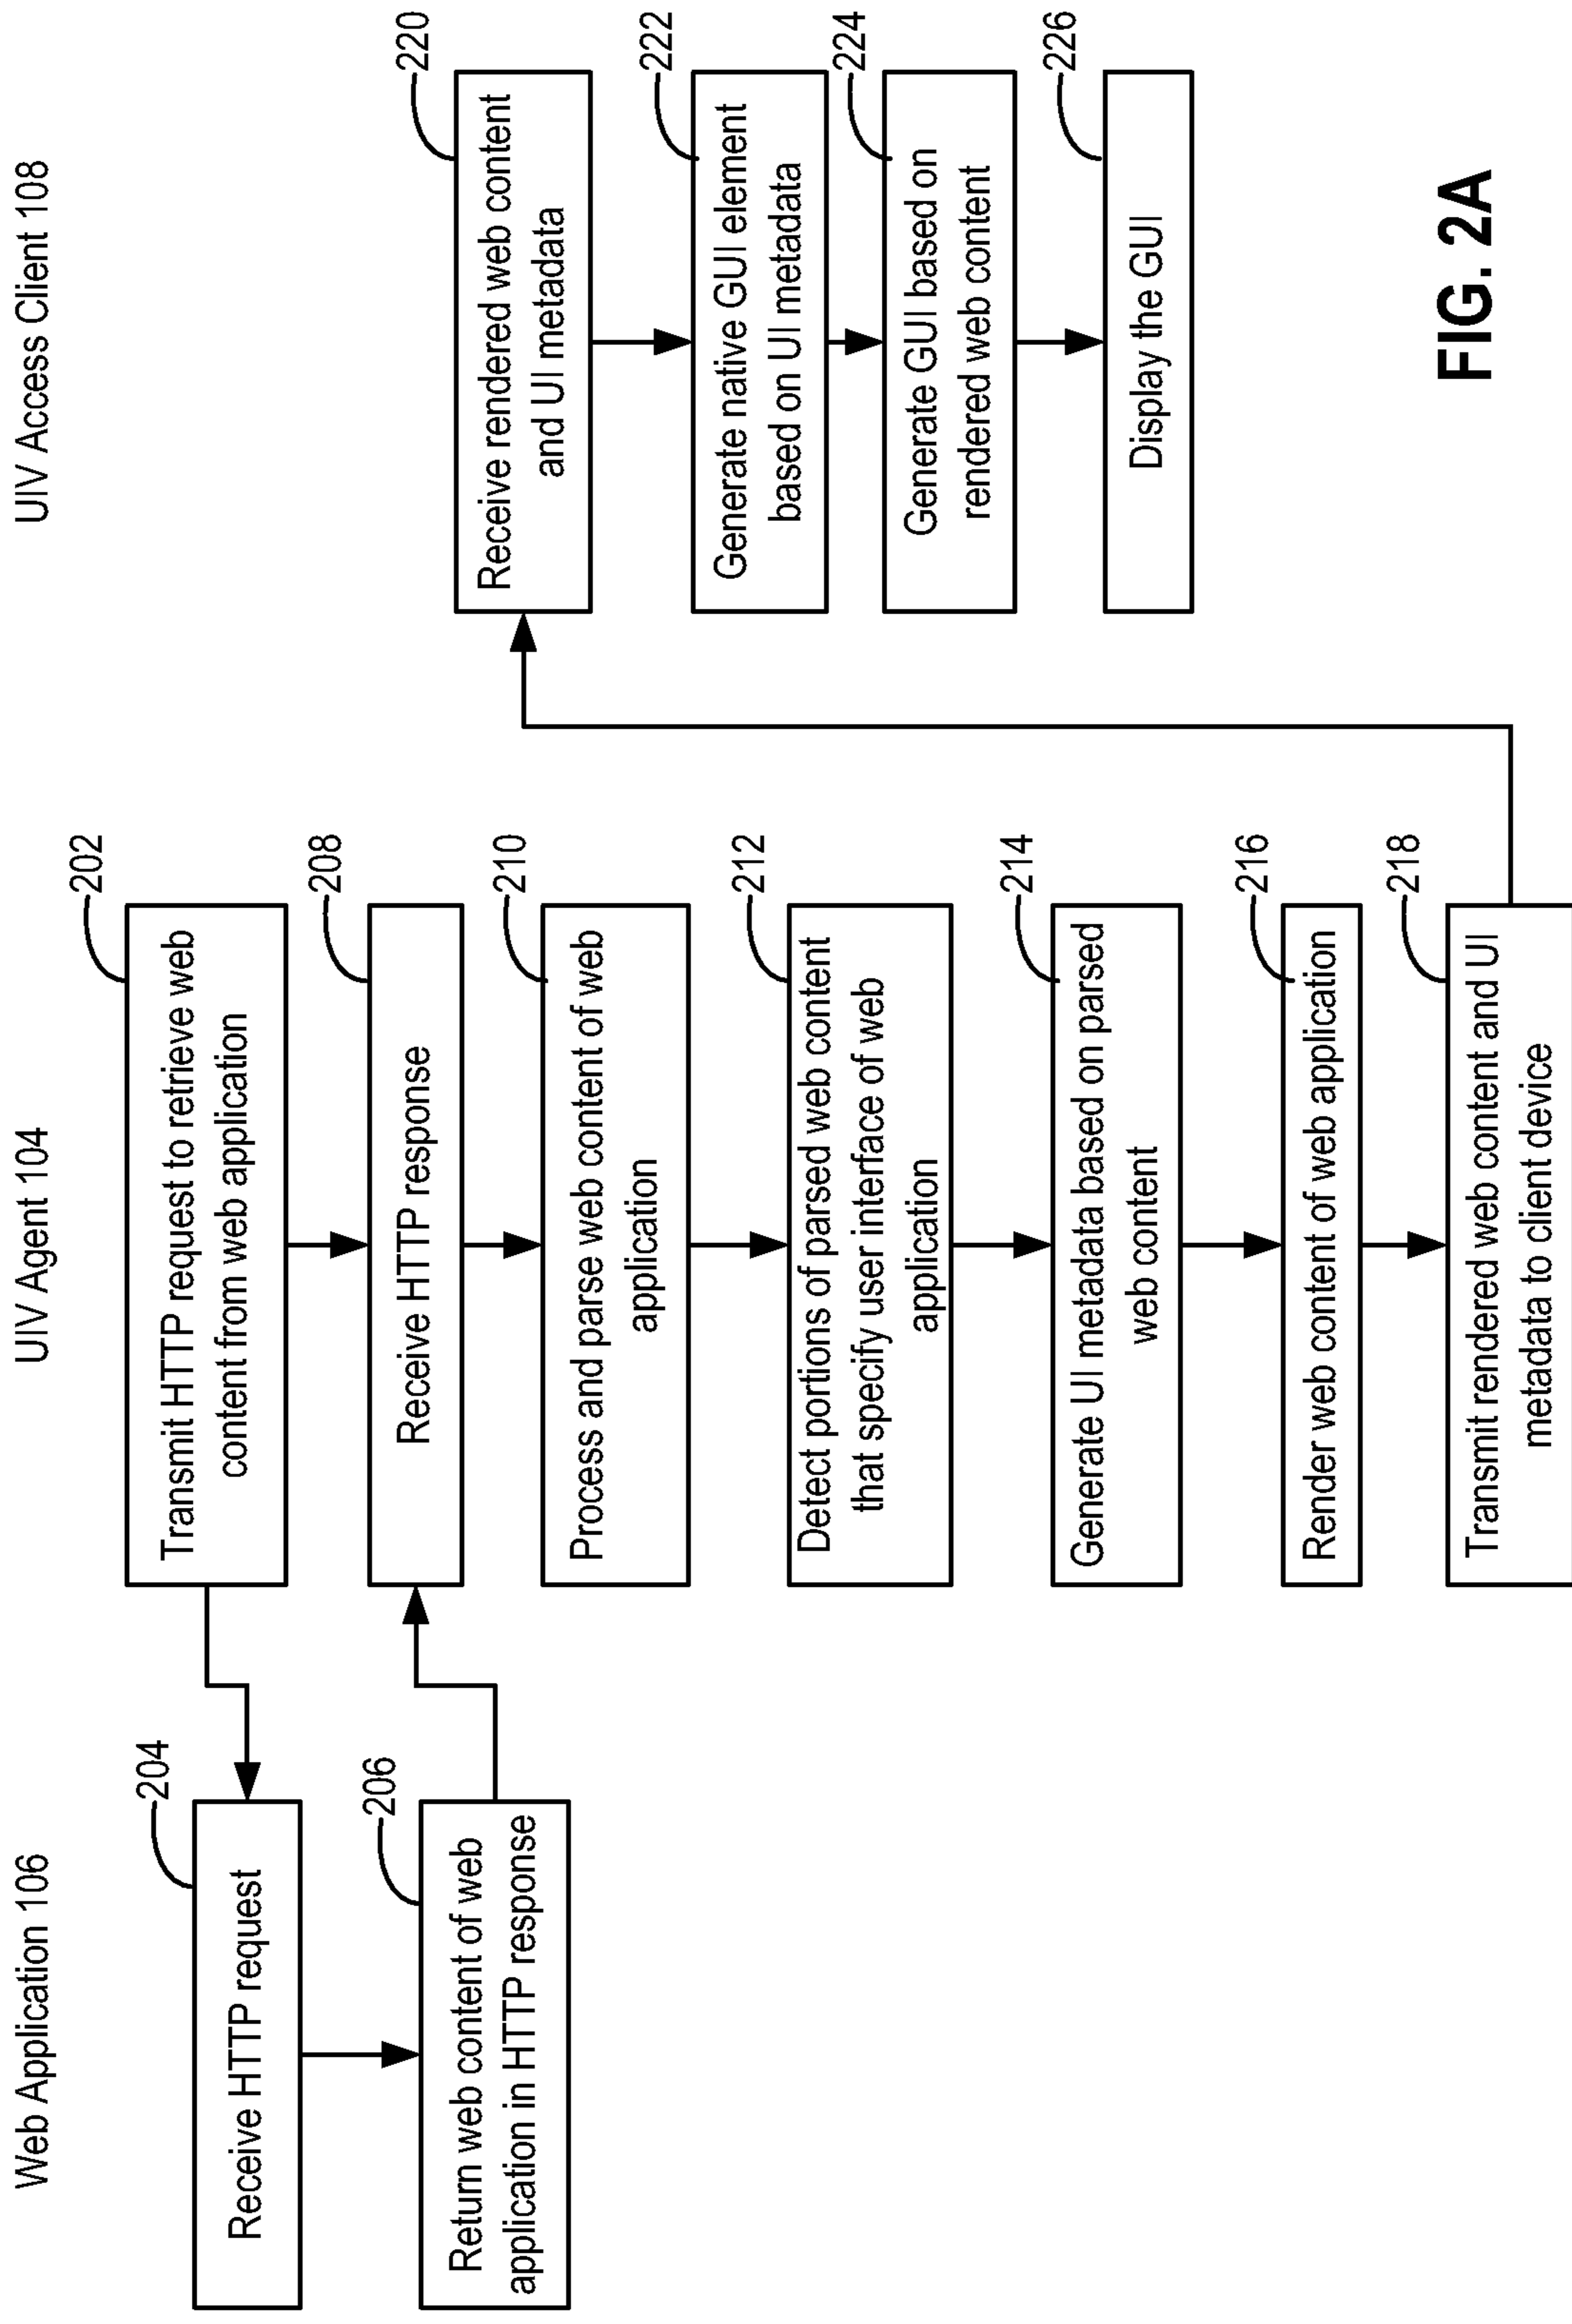 Web Application 106
UIV Agent 104
UIV Access Client 108
202
Transmit HTTP request to retrieve web
content from web application
204
Receive HTTP request
206
Return web content of web
application in HTTP response
208
Receive HTTP response
210
Process and parse web content of web
application
212
Detect portions of parsed web content
that specify user interface of web
application
214
Generate UI metadata based on parsed
web content
216
Render web content of web application
218
Transmit rendered web content and UI
metadata to client device
220
Receive rendered web content
and UI metadata
222
Generate native GUI element
based on UI metadata
224
Generate GUI based on
rendered web content
226
Display the GUI
FIG. 2A